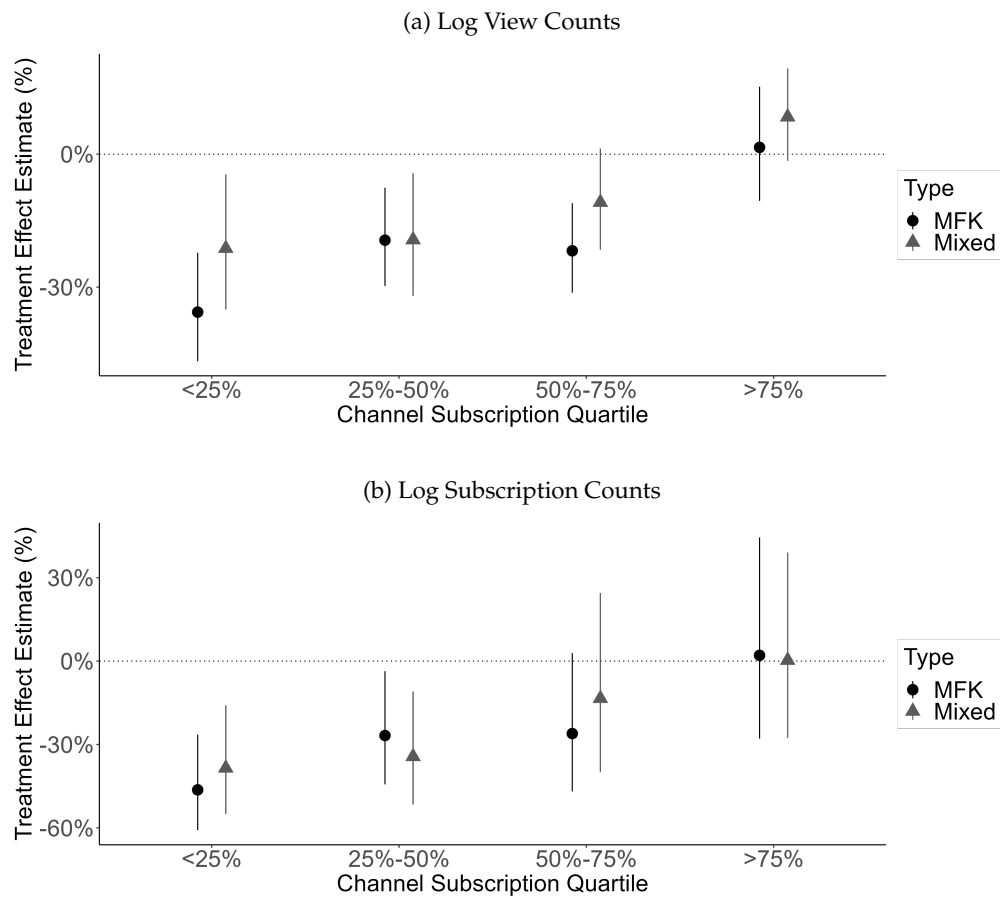 (a) Log View Counts
Treatment Effect Estimate (%)
0%
-30%
<25%
25%-50%
50%-75%
>75%
Channel Subscription Quartile
Type
MFK
Mixed
(b) Log Subscription Counts
Treatment Effect Estimate (%)
30%
0%
-30%
-60%
<25%
25%-50%
50%-75%
>75%
Channel Subscription Quartile
Type
MFK
Mixed